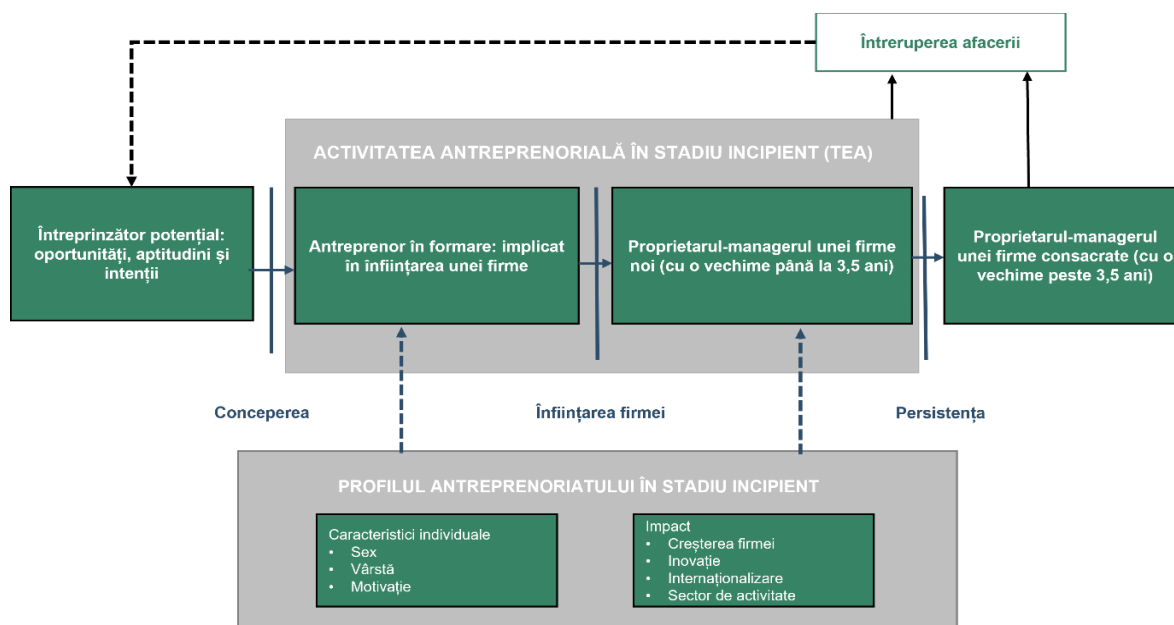 Întreruperea afacerii
ACTIVITATEA ANTREPRENORIALĂ ÎN STADIU INCIPIENT (TEA)
Întreprinzător potențial:
oportunități, aptitudini și
intenții
Antreprenor în formare: implicat
în înființarea unei firme
Proprietarul-managerul unei firme
noi (cu o vechime până la 3,5 ani)
Proprietarul-managerul
unei firme consacrate (cu o
vechime peste 3,5 ani)
Conceperea
Înființarea firmei
Persistența
PROFILUL ANTREPRENORIATULUI ÎN STADIU INCIPIENT
Caracteristici individuale
• Sex
• Vârstă
• Motivație
Impact
• Creșterea firmei
• Inovație
• Internaționalizare
• Sector de activitate